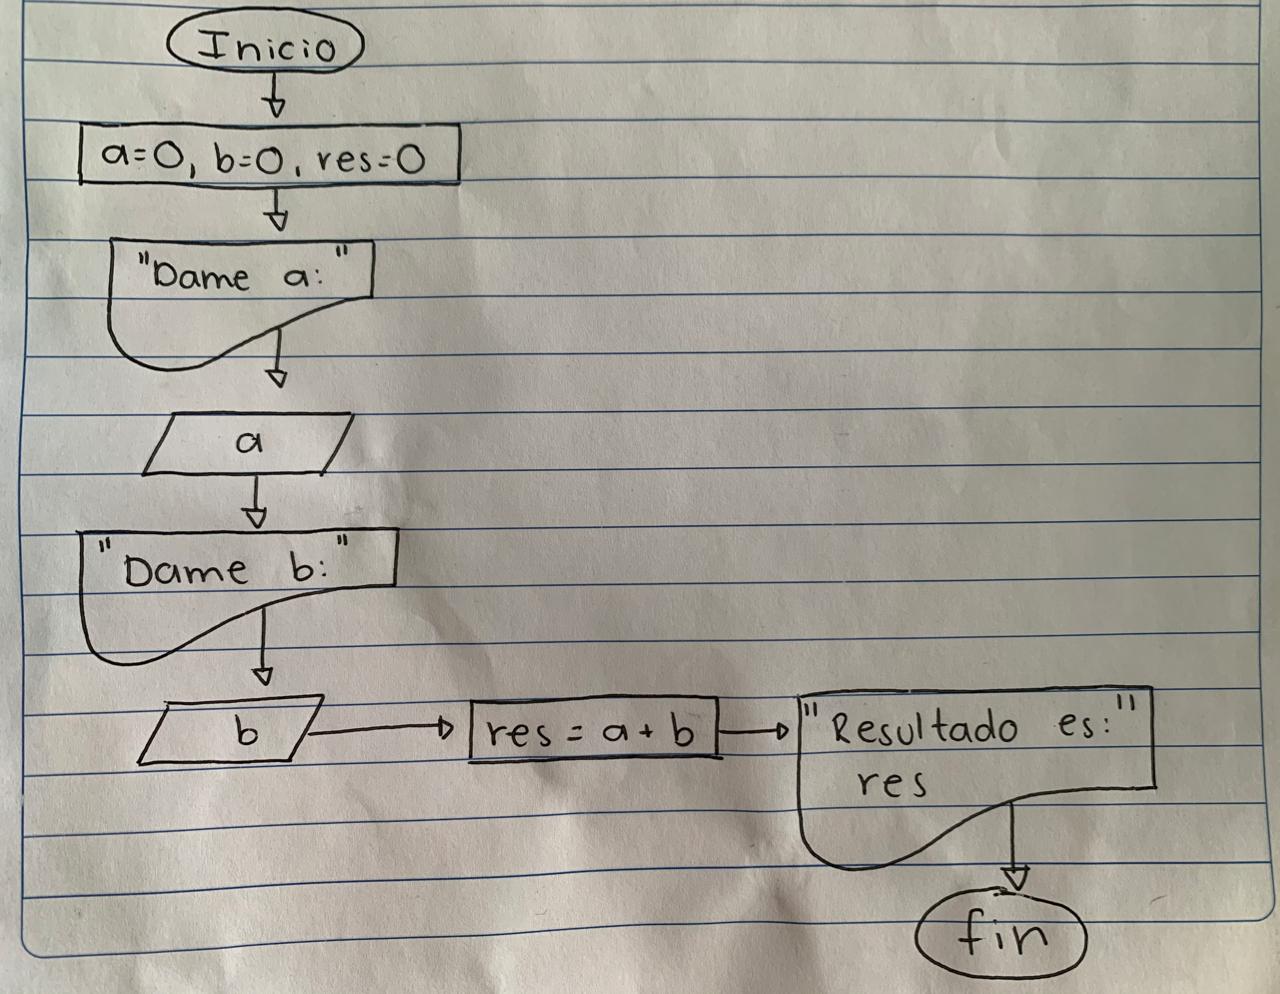 Inicio
a=0, b=0, res=0
"Dame a:"
a
"Dame b:"
b
res = a + b
"Resultado es:"
res
fin